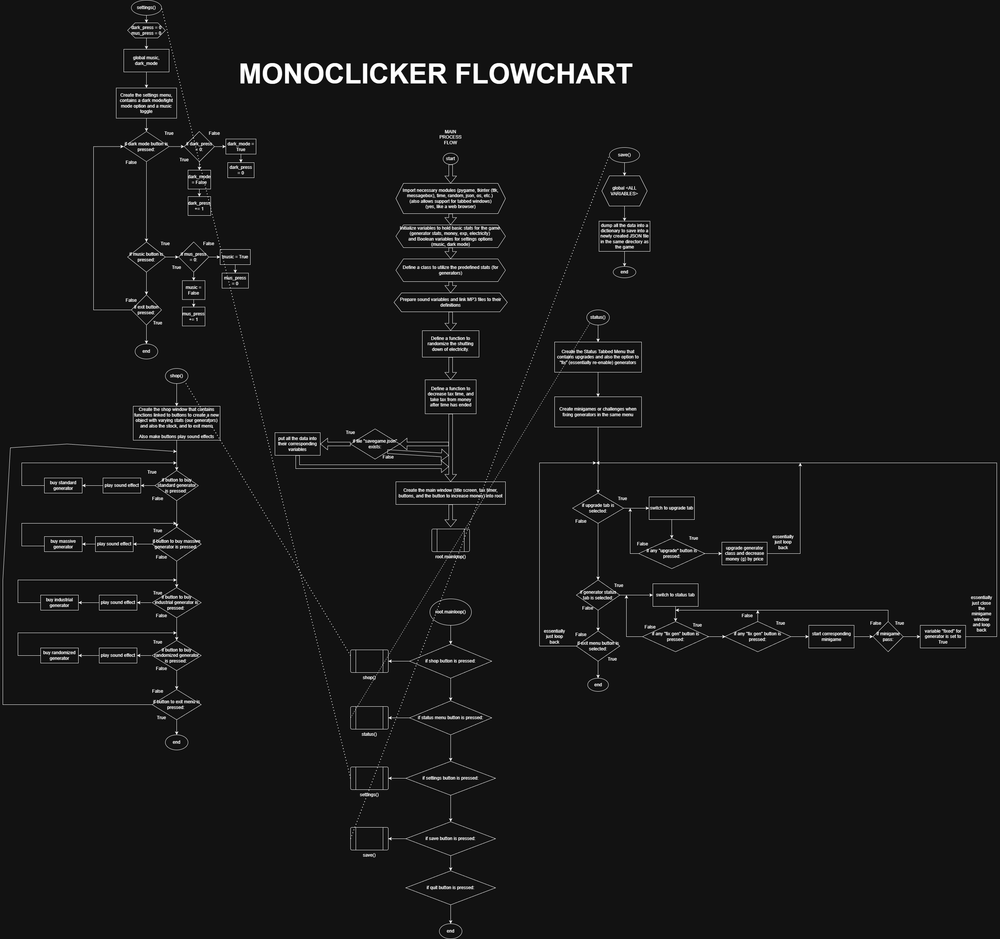 MONOCLICKER FLOWCHART
settings()
dark_press = 0
mus_press = 0
global music,
dark_mode
Create the settings menu,
contains a dark mode/light
mode option and a music
toggle
if dark mode button is
pressed:
True
False
if dark_press
= 0:
False
True
dark_mode =
True
dark_press
= 0
dark_mode
= False
dark_press
+= 1
if music button is
pressed:
True
if mus_press
= 0:
False
True
music = True
mus_press
= 0
music =
False
mus_press
+= 1
False
if exit button
pressed:
True
end
shop()
Create the shop window that contains
functions linked to buttons to create a new
object with varying stats (our generators)
and also the stock, and to exit menu
Also make buttons play sound effects
True
if button to buy
standard generator
is pressed:
False
play sound effect
buy standard
generator
True
if button to buy massive
generator is pressed:
False
play sound effect
buy massive
generator
True
if button to buy
industrial generator is
pressed:
False
play sound effect
buy industrial
generator
True
if button to buy
randomized generator
is pressed:
False
play sound effect
buy randomized
generator
False
if button to exit menu is
pressed:
True
end
MAIN
PROCESS
FLOW
start
Import necessary modules (pygame, tkinter (ttk,
messagebox), time, random, json, os, etc.)
(also allows support for tabbed windows)
(yes, like a web browser)
Initialize variables to hold basic stats for the game
(generator stats, money, exp, electricity)
and Boolean variables for settings options
(music, dark mode)
Define a class to utilize the predefined stats (for
generators)
Prepare sound variables and link MP3 files to their
definitions
Define a function to
randomize the shutting
down of electricity.
Define a function to
decrease tax time, and
take tax from money
after time has ended
True
if file "savegame.json"
exists:
False
put all the data into
their corresponding
variables
Create the main window (title screen, tax timer,
buttons, and the button to increase money) into root
root.mainloop()
root.mainloop()
if shop button is pressed:
shop()
if status menu button is pressed:
status()
if settings button is pressed:
settings()
if save button is pressed:
save()
if quit button is pressed:
end
save()
global <ALL
VARIABLES>
dump all the data into a
dictionary to save into a
newly created JSON file
in the same directory as
the game
end
status()
Create the Status Tabbed Menu that
contains upgrades and also the option to
"fix" (essentially re-enable) generators
Create minigames or challenges when
fixing generators in the same menu
if upgrade tab is
selected:
True
False
switch to upgrade tab
False
True
if any "upgrade" button is
pressed:
upgrade generator
class and decrease
money (g) by price
essentially
just loop
back
if generator status
tab is selected:
True
False
switch to status tab
False
True
if any "fix gen" button is
pressed:
False
True
if any "fix gen" button is
pressed:
start corresponding
minigame
False
True
if minigame
pass:
variable "fixed" for
generator is set to
True
essentially
just close
the
minigame
window
and loop
back
essentially
just loop
back
False
if exit menu button is
selected:
True
end